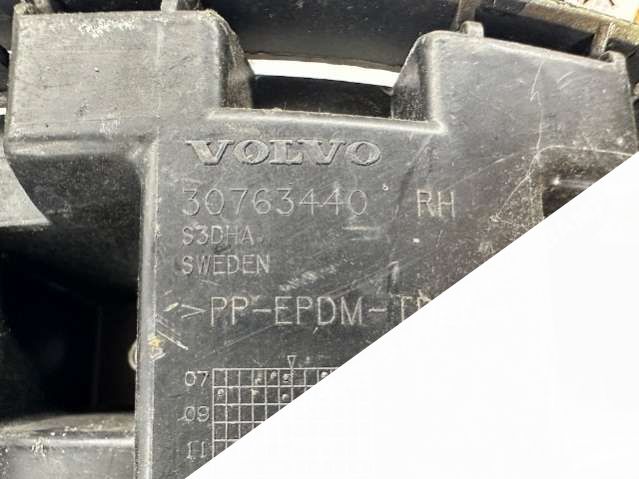 VOLVO
30763440 RH
S3DHA.
SWEDEN
>PP-EPDM-
07
09
11